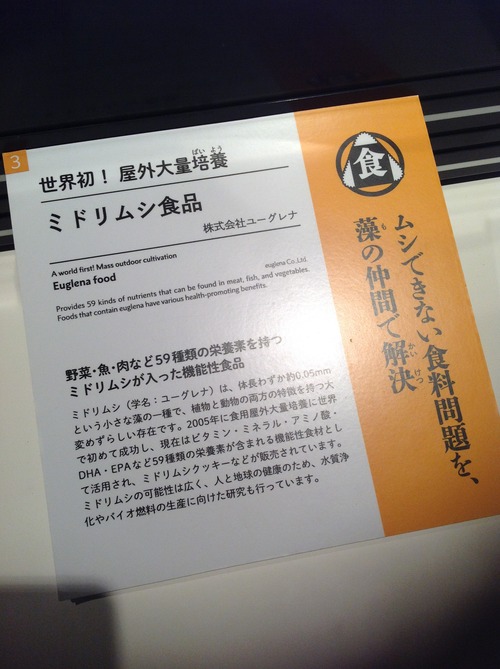 3
世界初！ 屋外大量培養
ばい よう
ミドリムシ食品
株式会社ユーグレナ
A world first! Mass outdoor cultivation
Euglena food
euglena Co.,Ltd.
Provides 59 kinds of nutrients that can be found in meat, fish, and vegetables.
Foods that contain euglena have various health-promoting benefits.
野菜・魚・肉など59種類の栄養素を持つ
ミドリムシが入った機能性食品
ミドリムシ（学名：ユーグレナ）は、体長わずか約0.05mm
という小さな藻の一種で、植物と動物の両方の特徴を持つ大
変めずらしい存在です。2005年に食用屋外大量培養に世界
で初めて成功し、現在はビタミン・ミネラル・アミノ酸・
DHA・EPAなど59種類の栄養素が含まれる機能性食材とし
て活用され、ミドリムシクッキーなどが販売されています。
ミドリムシの可能性は広く、人と地球の健康のため、水質浄
化やバイオ燃料の生産に向けた研究も行っています。
食
ムシできない食料問題を、
藻の仲間で解決
も
かい けつ